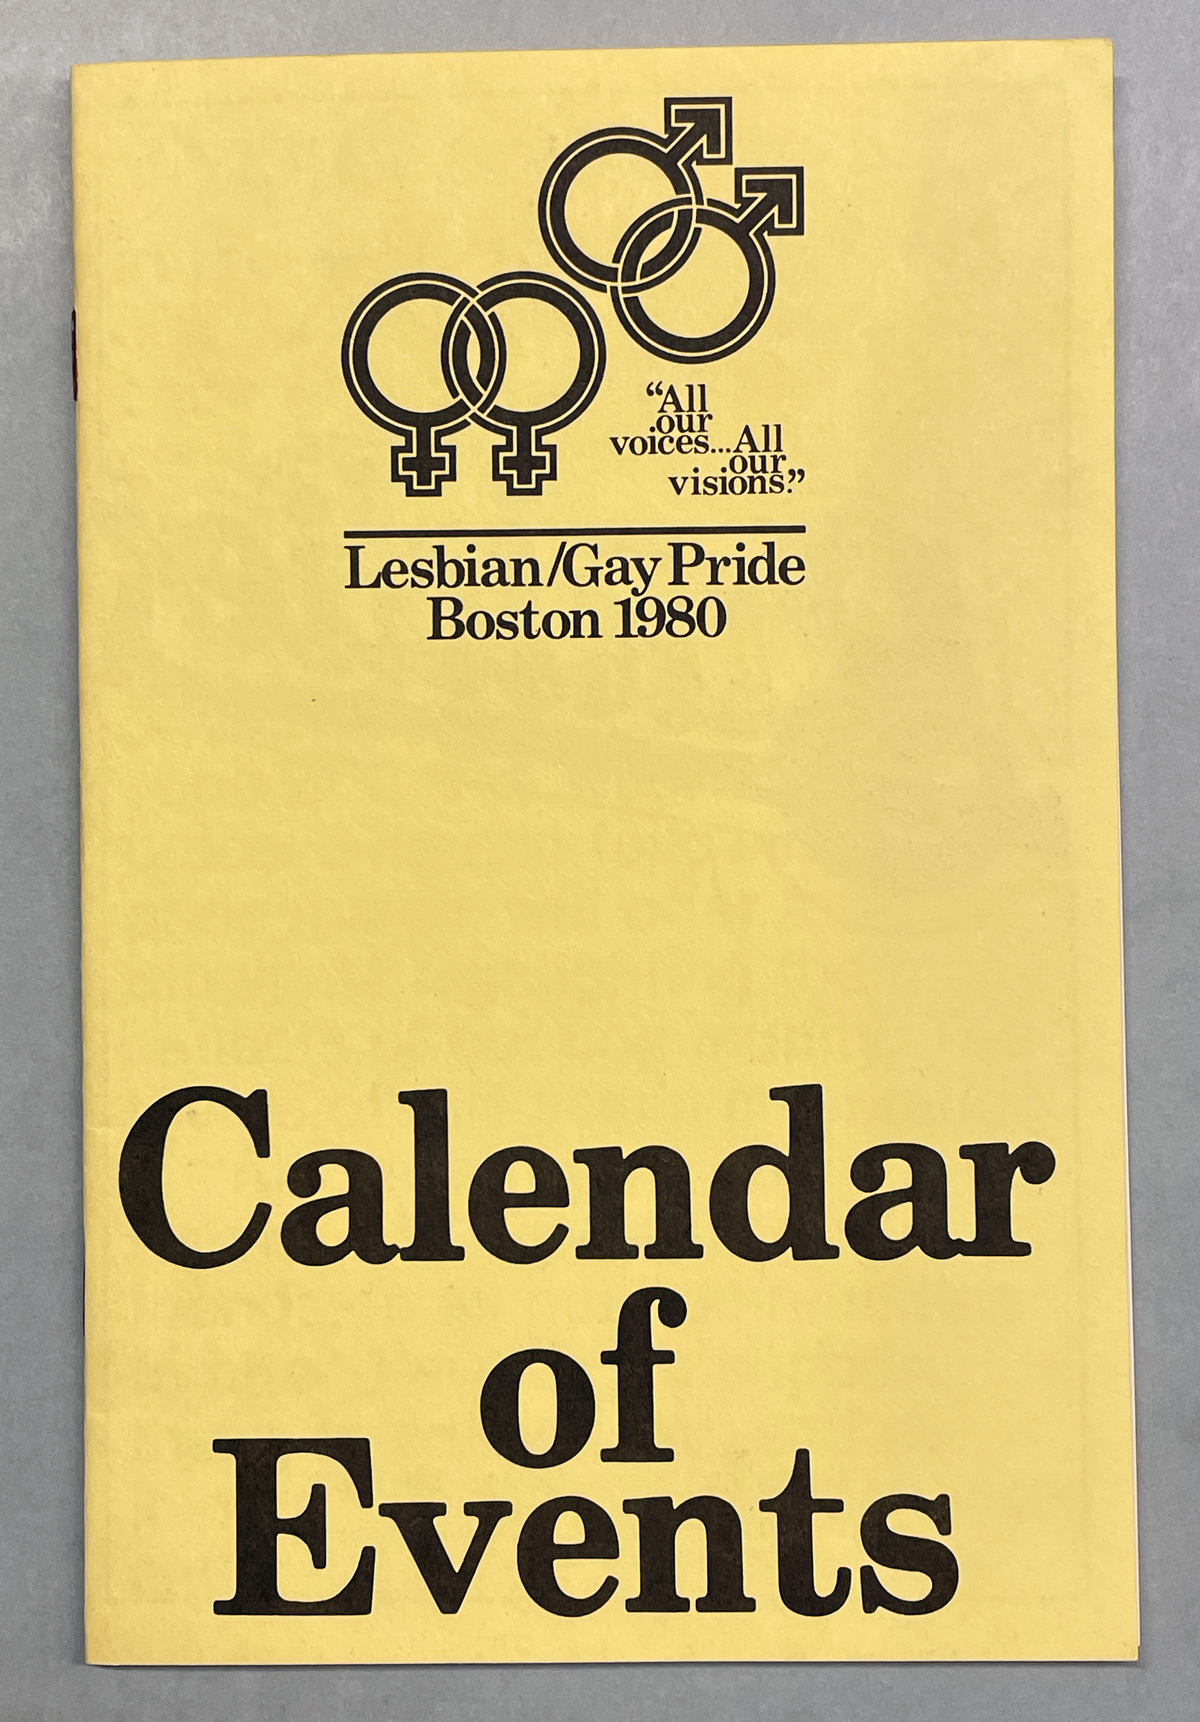 “All
our
voices...All
our
visions.”
Lesbian/Gay Pride
Boston 1980
Calendar
of
Events